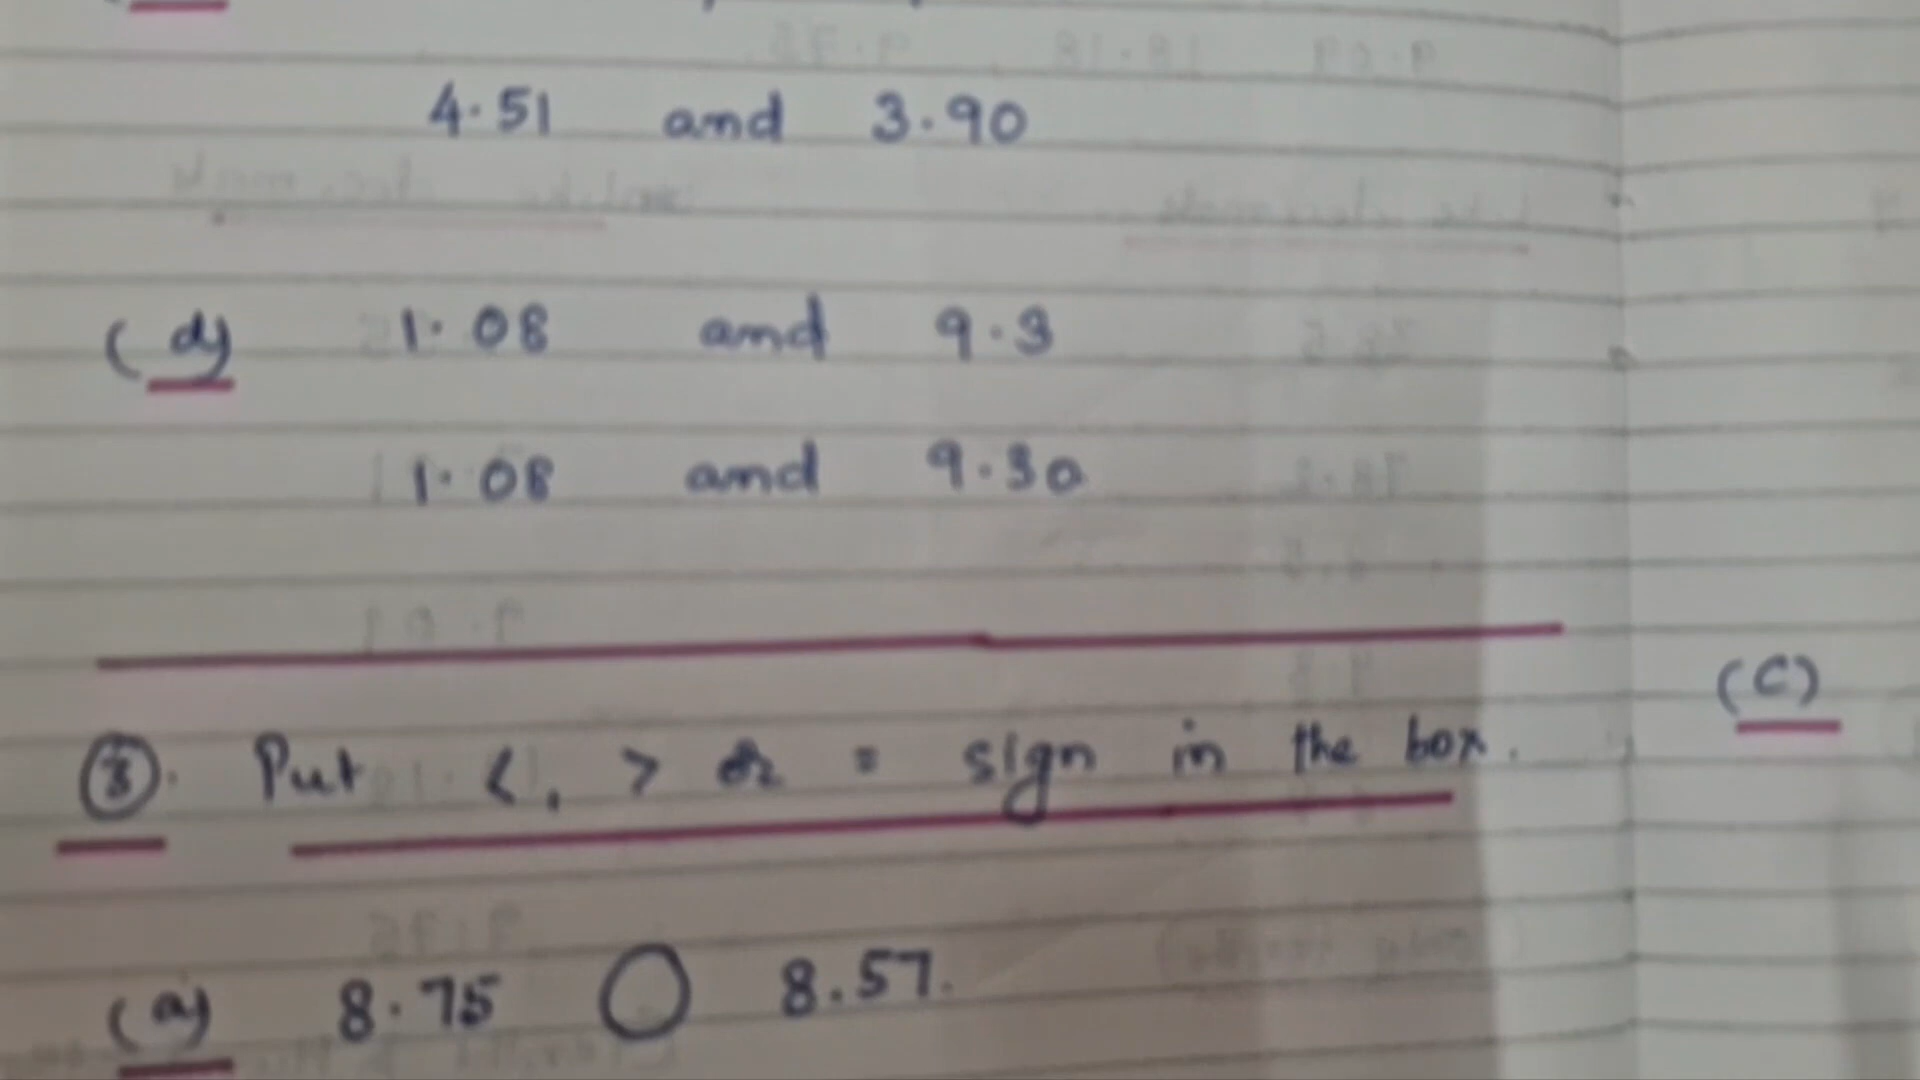 4.51 and 3.90
(d) 1.08 and 9.3
1.08 and 9.30
(3). Put <, > or = sign in the box.
(a) 8.75 ○ 8.57.
(C)